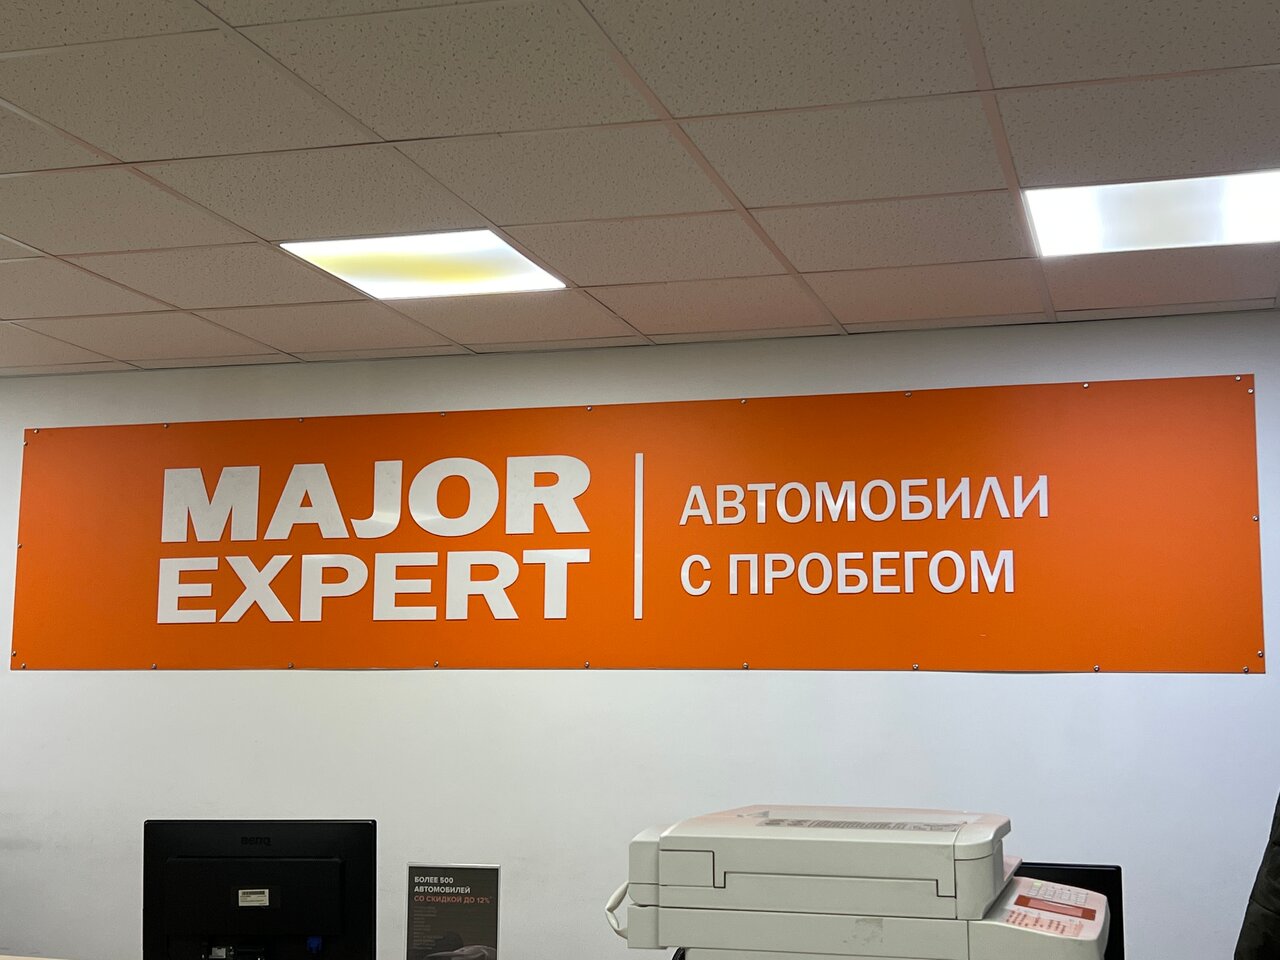 MAJOR
EXPERT
АВТОМОБИЛИ
С ПРОБЕГОМ
BenQ
БОЛЕЕ 500
АВТОМОБИЛЕЙ
СО СКИДКОЙ ДО 12%